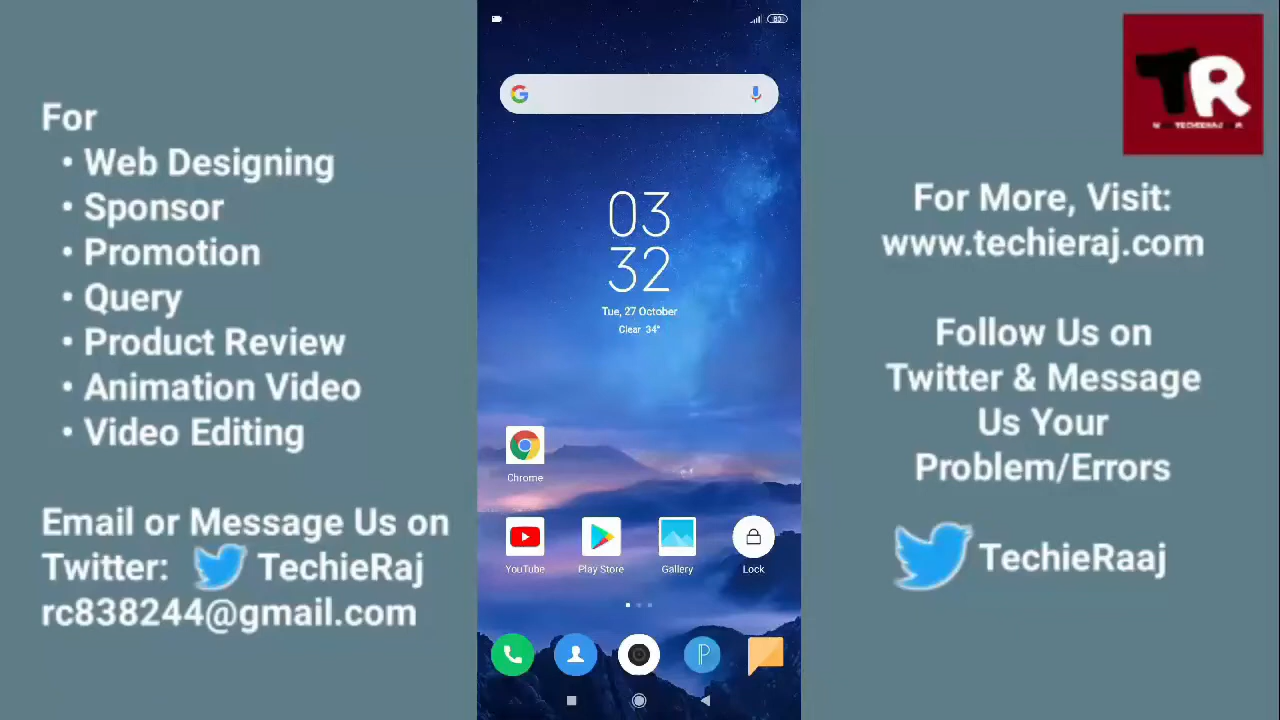 For
• Web Designing
• Sponsor
• Promotion
• Query
• Product Review
• Animation Video
• Video Editing
Email or Message Us on
Twitter: TechieRaj
rc838244@gmail.com
82
03
32
Tue, 27 October
Clear 34°
Chrome
YouTube
Play Store
Gallery
Lock
TR
For More, Visit:
www.techieraj.com
Follow Us on
Twitter & Message
Us Your
Problem/Errors
TechieRaaj